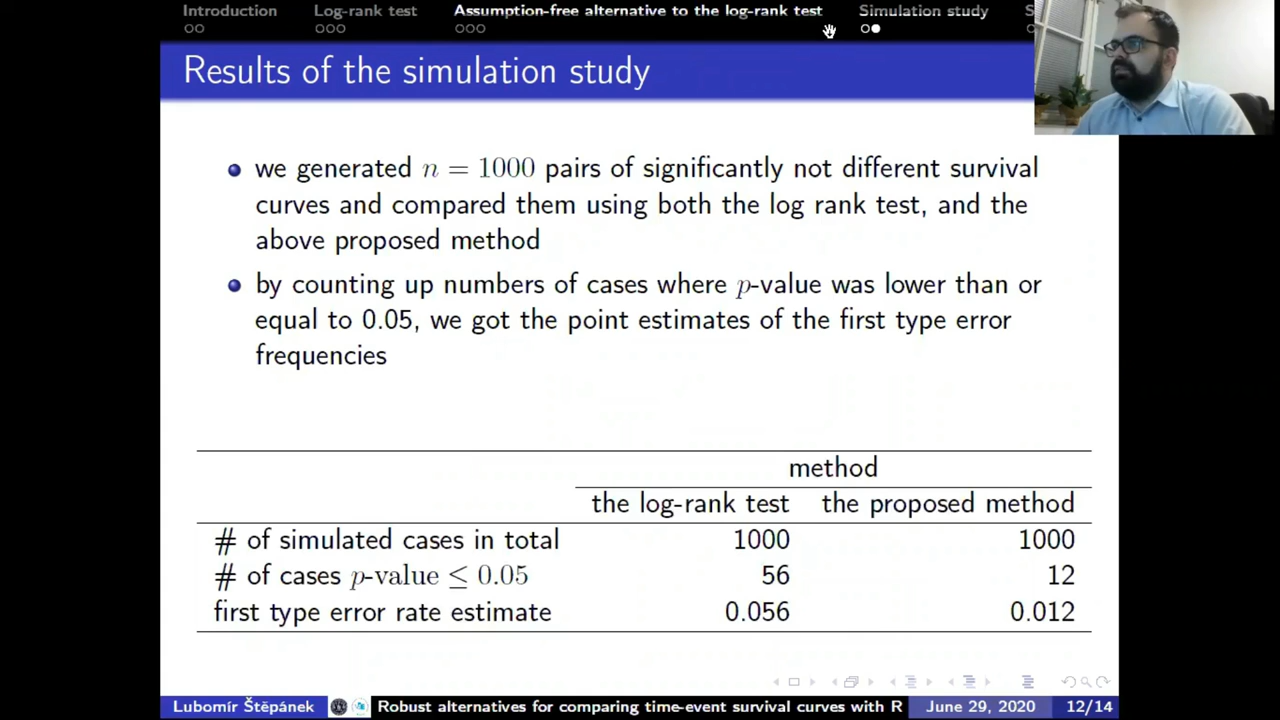 Introduction Log-rank test Assumption-free alternative to the log-rank test Simulation study S
Results of the simulation study
we generated n = 1000 pairs of significantly not different survival
curves and compared them using both the log rank test, and the
above proposed method
by counting up numbers of cases where p-value was lower than or
equal to 0.05, we got the point estimates of the first type error
frequencies
method
the log-rank test the proposed method
# of simulated cases in total 1000 1000
# of cases p-value ≤ 0.05 56 12
first type error rate estimate 0.056 0.012
Lubomír Štěpánek Robust alternatives for comparing time-event survival curves with R June 29, 2020 12/14